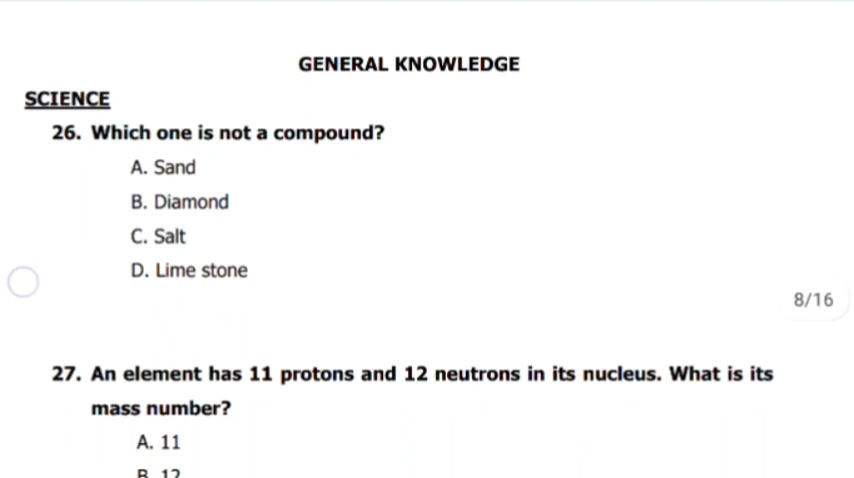 GENERAL KNOWLEDGE
SCIENCE
26. Which one is not a compound?
A. Sand
B. Diamond
C. Salt
D. Lime stone
8/16
27. An element has 11 protons and 12 neutrons in its nucleus. What is its
mass number?
A. 11
B. 12